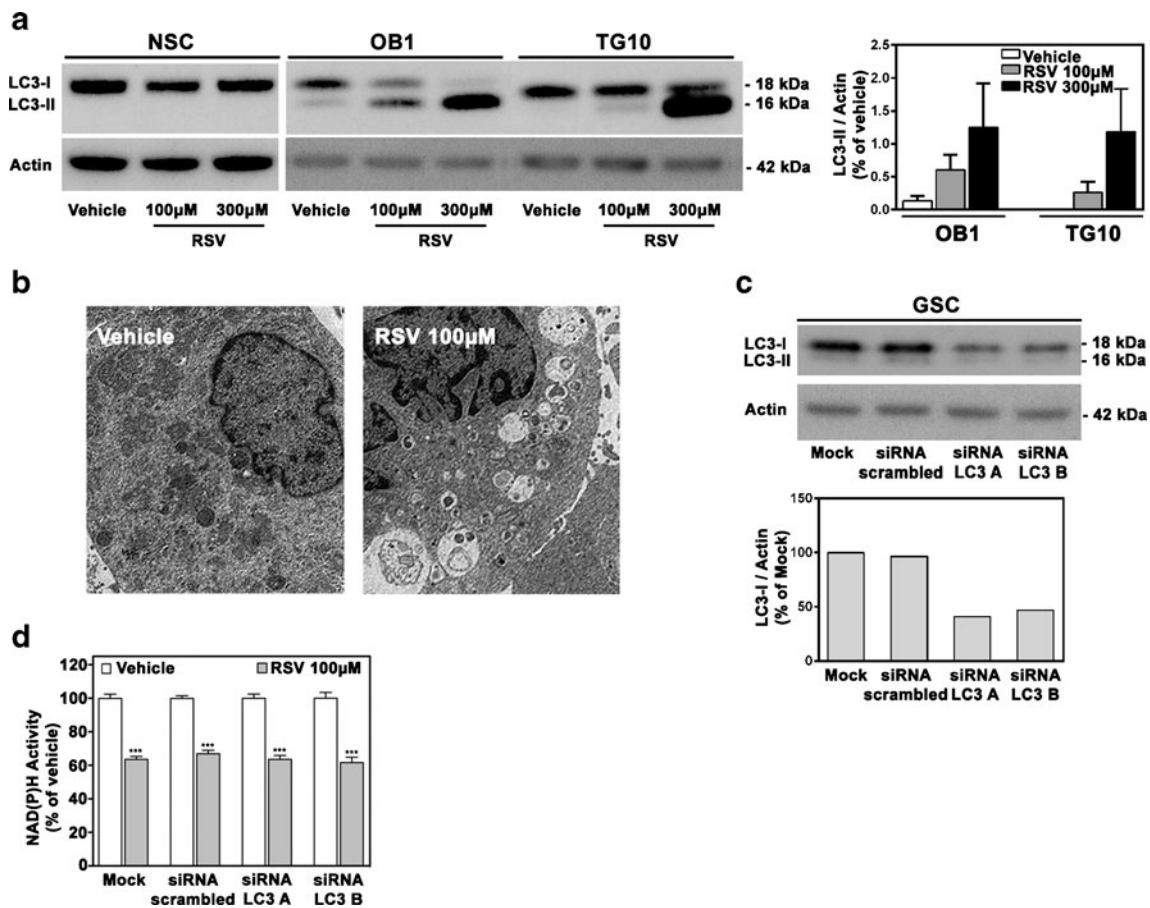 a
NSC OB1 TG10
LC3-I
LC3-II
- 18 kDa
- 16 kDa
Actin
- 42 kDa
Vehicle 100µM 300µM Vehicle 100µM 300µM Vehicle 100µM 300µM
RSV RSV RSV
LC3-II / Actin
(% of vehicle)
2.5
2.0
1.5
1.0
0.5
0.0
Vehicle
RSV 100µM
RSV 300µM
OB1 TG10
b
Vehicle
RSV 100µM
c
GSC
LC3-I
LC3-II
- 18 kDa
- 16 kDa
Actin
- 42 kDa
Mock siRNA siRNA siRNA
scrambled LC3 A LC3 B
LC3-I / Actin
(% of Mock)
150
100
50
0
Mock siRNA siRNA siRNA
scrambled LC3 A LC3 B
d
NAD(P)H Activity
(% of vehicle)
120
100
80
60
40
20
0
Vehicle RSV 100µM
*** *** *** ***
Mock siRNA siRNA siRNA
scrambled LC3 A LC3 B